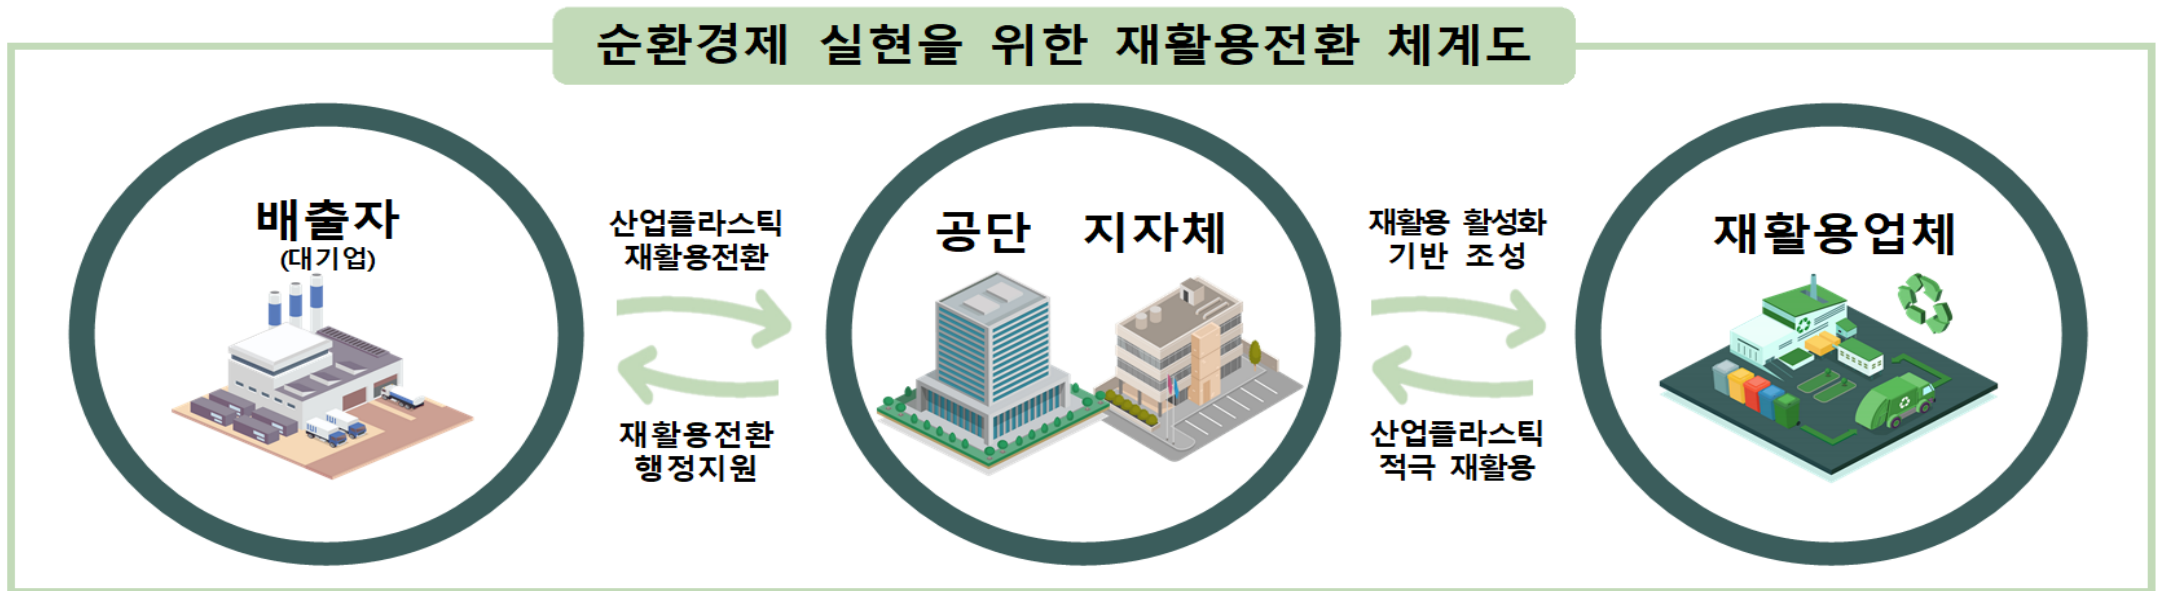 순환경제 실현을 위한 재활용전환 체계도
배출자
(대기업)
산업플라스틱
재활용전환
재활용전환
행정지원
공단 지자체
재활용 활성화
기반 조성
산업플라스틱
적극 재활용
재활용업체